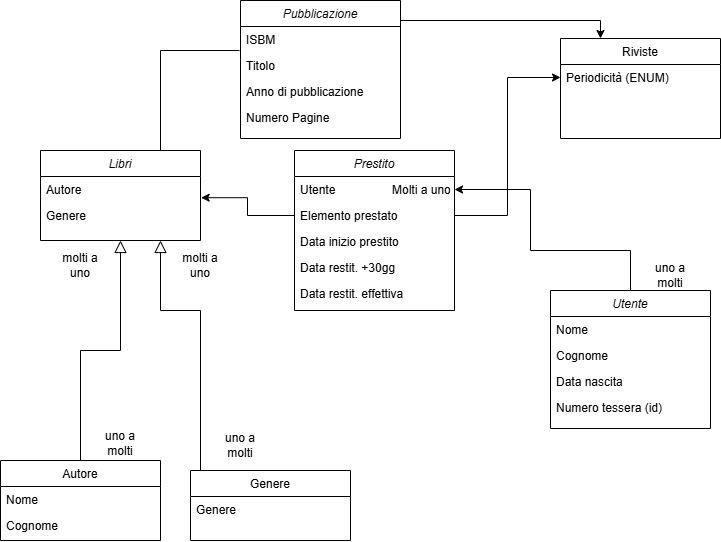 Pubblicazione
ISBM
Titolo
Anno di pubblicazione
Numero Pagine
Riviste
Periodicità (ENUM)
Libri
Autore
Genere
Prestito
Utente Molti a uno
Elemento prestato
Data inizio prestito
Data restit. +30gg
Data restit. effettiva
molti a
uno
molti a
uno
uno a
molti
Utente
Nome
Cognome
Data nascita
Numero tessera (id)
uno a
molti
uno a
molti
Autore
Nome
Cognome
Genere
Genere